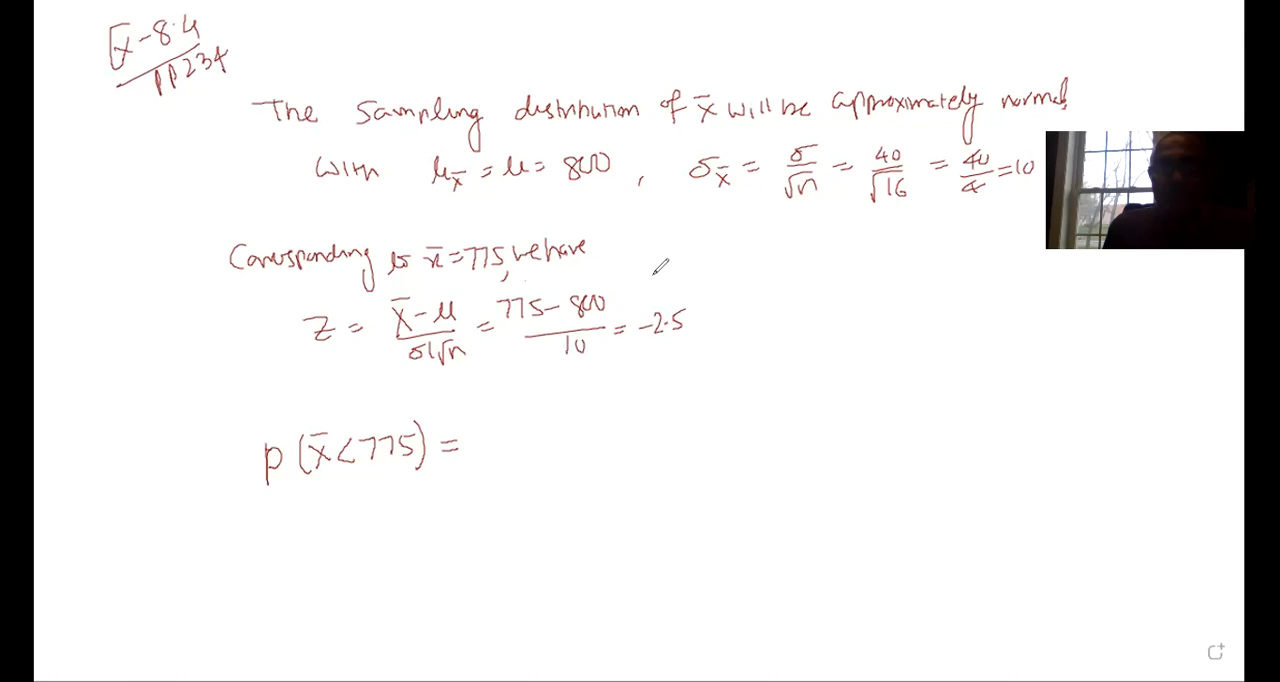 Ex-8.4
pp234
The Sampling distribution of x̄ will be approximately normal
with μx̄ = μ = 800 , σx̄ = σ/√n = 40/√16 = 40/4 = 10
Corresponding to x̄ = 775, we have
Z = (x̄ - μ)/(σ/√n) = (775 - 800)/10 = -2.5
p(x̄ < 775) =